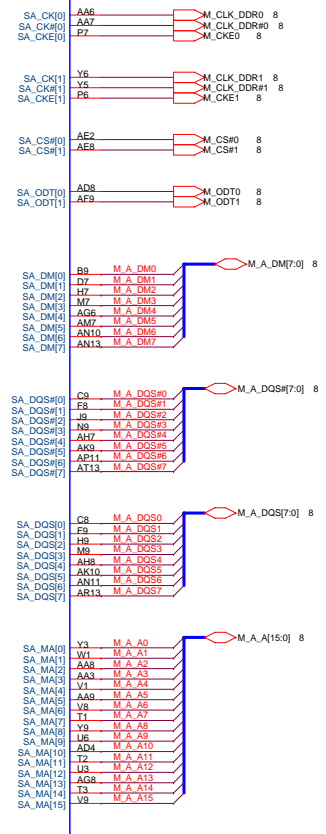 SA_CK[0] AA6 M_CLK_DDR0 8
SA_CK#[0] AA7 M_CLK_DDR#0 8
SA_CKE[0] P7 M_CKE0 8
SA_CK[1] Y6 M_CLK_DDR1 8
SA_CK#[1] Y5 M_CLK_DDR#1 8
SA_CKE[1] P6 M_CKE1 8
SA_CS#[0] AE2 M_CS#0 8
SA_CS#[1] AE8 M_CS#1 8
SA_ODT[0] AD8 M_ODT0 8
SA_ODT[1] AF9 M_ODT1 8
M_A_DM[7:0] 8
SA_DM[0] B9 M_A_DM0
SA_DM[1] D7 M_A_DM1
SA_DM[2] H7 M_A_DM2
SA_DM[3] M7 M_A_DM3
SA_DM[4] AG6 M_A_DM4
SA_DM[5] AM7 M_A_DM5
SA_DM[6] AN10 M_A_DM6
SA_DM[7] AN13 M_A_DM7
M_A_DQS#[7:0] 8
SA_DQS#[0] C9 M_A_DQS#0
SA_DQS#[1] F8 M_A_DQS#1
SA_DQS#[2] J9 M_A_DQS#2
SA_DQS#[3] N9 M_A_DQS#3
SA_DQS#[4] AH7 M_A_DQS#4
SA_DQS#[5] AK9 M_A_DQS#5
SA_DQS#[6] AP11 M_A_DQS#6
SA_DQS#[7] AT13 M_A_DQS#7
M_A_DQS[7:0] 8
SA_DQS[0] C8 M_A_DQS0
SA_DQS[1] F9 M_A_DQS1
SA_DQS[2] H9 M_A_DQS2
SA_DQS[3] M9 M_A_DQS3
SA_DQS[4] AH8 M_A_DQS4
SA_DQS[5] AK10 M_A_DQS5
SA_DQS[6] AN11 M_A_DQS6
SA_DQS[7] AR13 M_A_DQS7
M_A_A[15:0] 8
SA_MA[0] Y3 M_A_A0
SA_MA[1] W1 M_A_A1
SA_MA[2] AA8 M_A_A2
SA_MA[3] AA3 M_A_A3
SA_MA[4] V1 M_A_A4
SA_MA[5] AA9 M_A_A5
SA_MA[6] V8 M_A_A6
SA_MA[7] T1 M_A_A7
SA_MA[8] Y9 M_A_A8
SA_MA[9] U6 M_A_A9
SA_MA[10] AD4 M_A_A10
SA_MA[11] T2 M_A_A11
SA_MA[12] U3 M_A_A12
SA_MA[13] AG8 M_A_A13
SA_MA[14] T3 M_A_A14
SA_MA[15] V9 M_A_A15